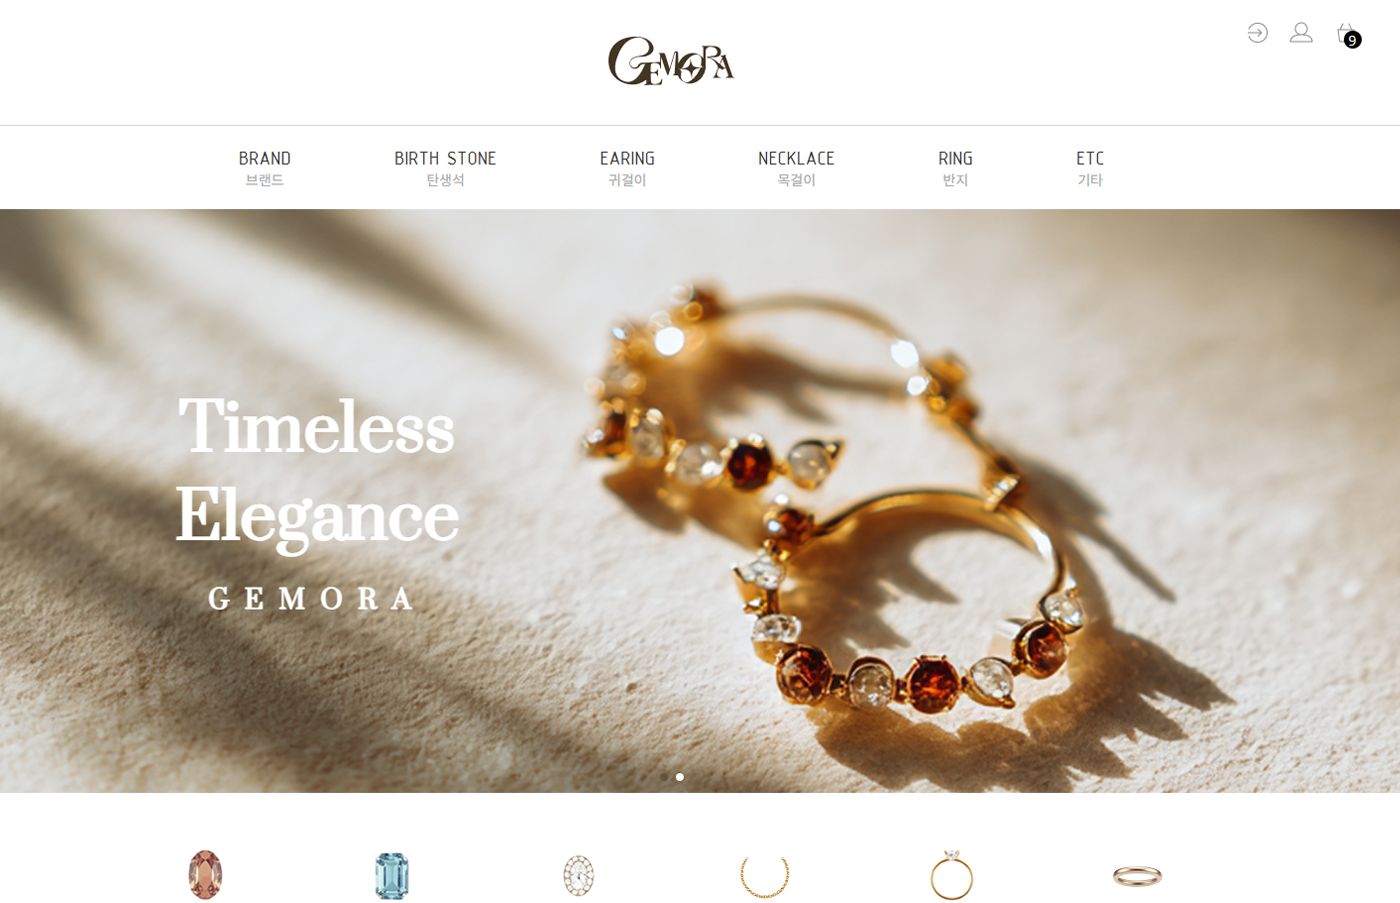 GEMORA
9
BRAND
브랜드
BIRTH STONE
탄생석
EARING
귀걸이
NECKLACE
목걸이
RING
반지
ETC
기타
Timeless
Elegance
GEMORA